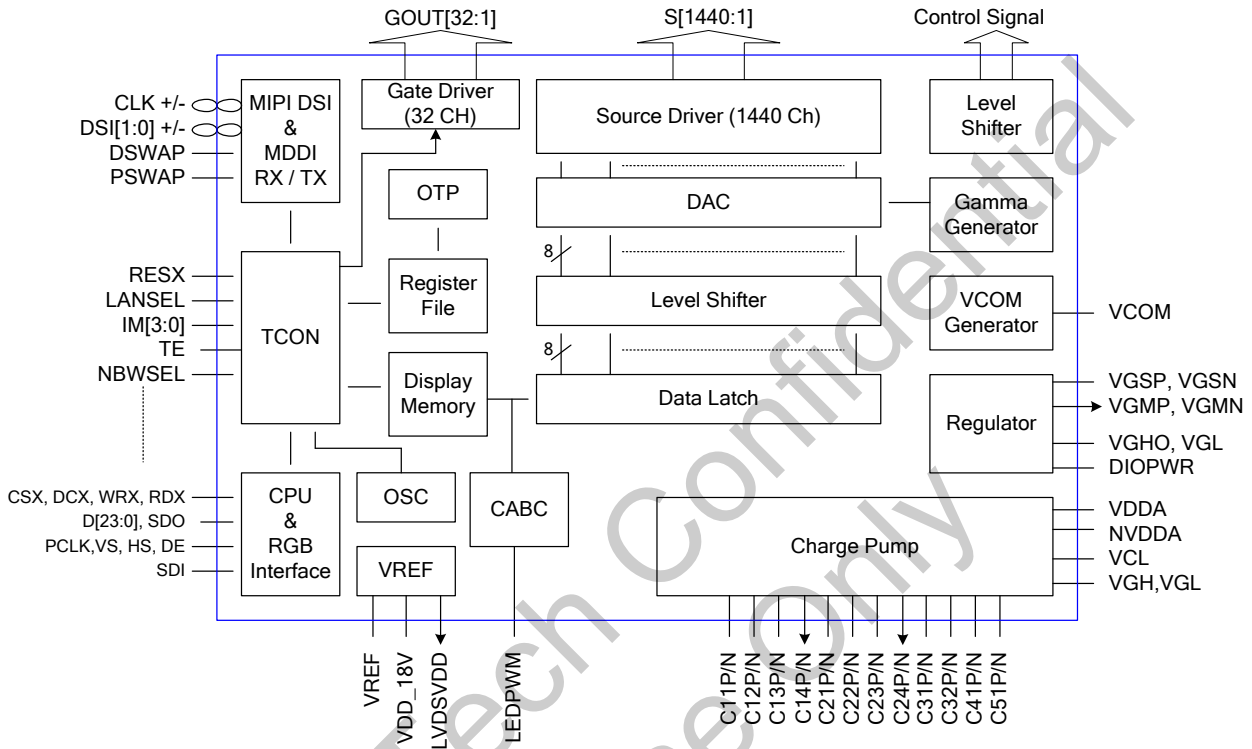 GOUT[32:1]
S[1440:1]
Control Signal
CLK +/-
DSI[1:0] +/-
DSWAP
PSWAP
MIPI DSI
&
MDDI
RX / TX
Gate Driver
(32 CH)
Source Driver (1440 Ch)
Level
Shifter
OTP
DAC
Gamma
Generator
8
RESX
LANSEL
IM[3:0]
TE
NBWSEL
TCON
Register
File
Level Shifter
VCOM
Generator
VCOM
8
Display
Memory
Data Latch
Regulator
VGSP, VGSN
VGMP, VGMN
VGHO, VGL
DIOPWR
CSX, DCX, WRX, RDX
D[23:0], SDO
PCLK,VS, HS, DE
SDI
CPU
&
RGB
Interface
OSC
CABC
VREF
Charge Pump
VDDA
NVDDA
VCL
VGH,VGL
VREF
VDD_18V
LVDSVDD
LEDPWM
C11P/N
C12P/N
C13P/N
C14P/N
C21P/N
C22P/N
C23P/N
C24P/N
C31P/N
C32P/N
C41P/N
C51P/N
Tech Confidential
Only